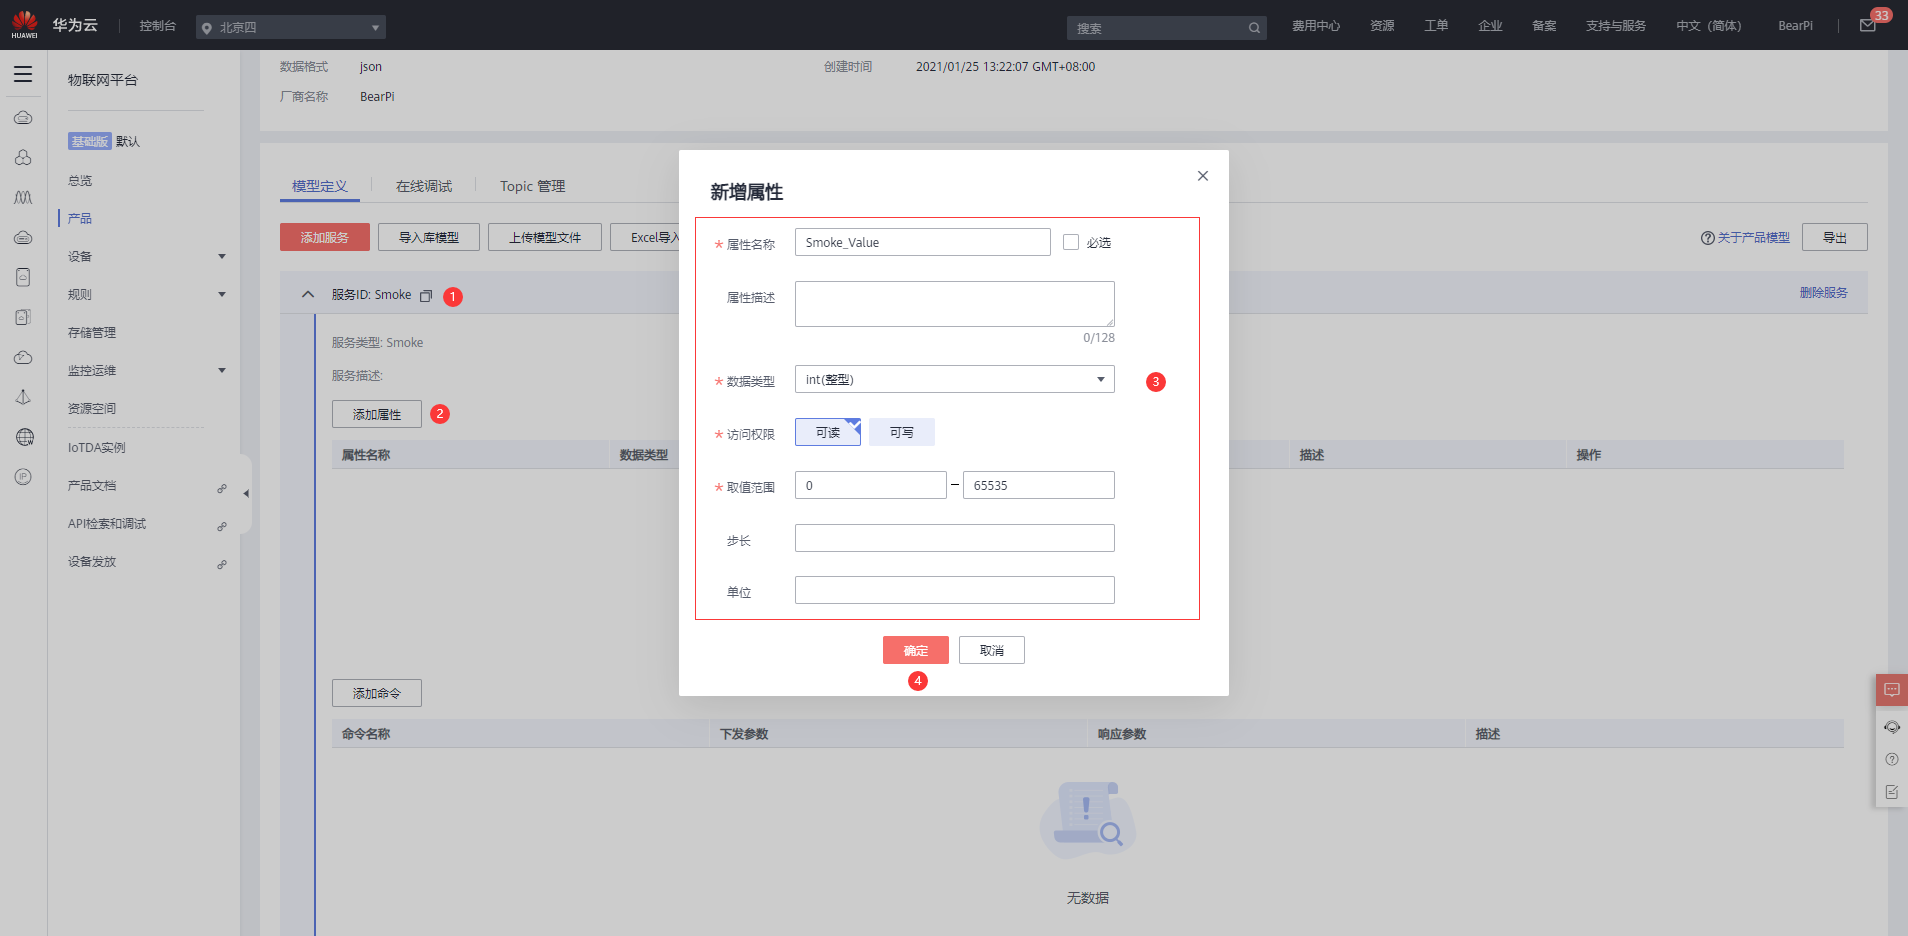 HUAWEI
华为云
控制台
北京四
搜索
费用中心
资源
工单
企业
备案
支持与服务
中文（简体）
BearPi
33
物联网平台
基础版 默认
总览
产品
设备
规则
存储管理
监控运维
资源空间
IoTDA实例
产品文档
API检索和调试
设备发放
数据格式 json
创建时间 2021/01/25 13:22:07 GMT+08:00
厂商名称 BearPi
模型定义
在线调试
Topic 管理
添加服务
导入库模型
上传模型文件
Excel导入
关于产品模型
导出
服务ID: Smoke
1
删除服务
服务类型: Smoke
服务描述:
添加属性
2
属性名称
数据类型
描述
操作
新增属性
* 属性名称
Smoke_Value
必选
属性描述
0/128
* 数据类型
int(整型)
3
* 访问权限
可读
可写
* 取值范围
0 – 65535
步长
单位
确定
取消
4
添加命令
命令名称
下发参数
响应参数
描述
无数据